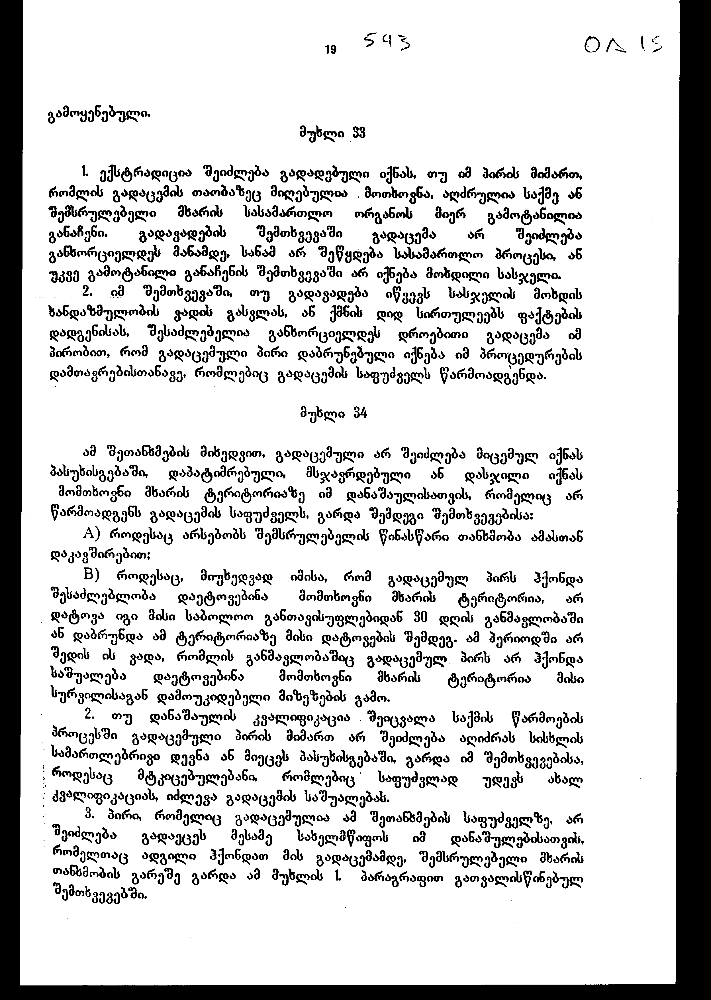 19 543 OA 15
გამოყენებული.
მუხლი 33
1. ექსტრადიცია შეიძლება გადადებული იქნას, თუ იმ პირის მიმართ,
რომლის გადაცემის თაობაზეც მიღებულია მოთხოვნა, აღძრულია საქმე ან
შემსრულებელი მხარის სასამართლო ორგანოს მიერ გამოტანილია
განაჩენი. გადავადების შემთხვევაში გადაცემა არ შეიძლება
განხორციელდეს მანამდე, სანამ არ შეწყდება სასამართლო პროცესი, ან
უკვე გამოტანილი განაჩენის შემთხვევაში არ იქნება მოხდილი სასჯელი.
2. იმ შემთხვევაში, თუ გადავადება იწვევს სასჯელის მოხდის
ხანდაზმულობის ვადის გასვლას, ან ქმნის დიდ სირთულეებს ფაქტების
დადგენისას, შესაძლებელია განხორციელდეს დროებითი გადაცემა იმ
პირობით, რომ გადაცემული პირი დაბრუნებული იქნება იმ პროცედურების
დამთავრებისთანავე, რომლებიც გადაცემის საფუძველს წარმოადგენდა.
მუხლი 34
ამ შეთანხმების მიხედვით, გადაცემული არ შეიძლება მიცემულ იქნას
პასუხისგებაში, დაპატიმრებული, მსჯავრდებული ან დასჯილი იქნას
მომთხოვნი მხარის ტერიტორიაზე იმ დანაშაულისათვის, რომელიც არ
წარმოადგენს გადაცემის საფუძველს, გარდა შემდეგი შემთხვევებისა:
A) როდესაც არსებობს შემსრულებელის წინასწარი თანხმობა ამასთან
დაკავშირებით;
B) როდესაც, მიუხედვად იმისა, რომ გადაცემულ პირს ჰქონდა
შესაძლებლობა დაეტოვებინა მომთხოვნი მხარის ტერიტორია, არ
დატოვა იგი მისი საბოლოო განთავისუფლებიდან 30 დღის განმავლობაში
ან დაბრუნდა ამ ტერიტორიაზე მისი დატოვების შემდეგ. ამ პერიოდში არ
შედის ის ვადა, რომლის განმავლობაშიც გადაცემულ პირს არ ჰქონდა
საშუალება დაეტოვებინა მომთხოვნი მხარის ტერიტორია მისი
სურვილისაგან დამოუკიდებელი მიზეზების გამო.
2. თუ დანაშაულის კვალიფიკაცია შეიცვალა საქმის წარმოების
პროცესში გადაცემული პირის მიმართ არ შეიძლება აღიძრას სისხლის
სამართლებრივი დევნა ან მიეცეს პასუხისგებაში, გარდა იმ შემთხვევებისა,
როდესაც მტკიცებულებანი, რომლებიც საფუძვლად უდევს ახალ
კვალიფიკაციას, იძლევა გადაცემის საშუალებას.
3. პირი, რომელიც გადაცემულია ამ შეთანხმების საფუძველზე, არ
შეიძლება გადაეცეს მესამე სახელმწიფოს იმ დანაშულებისათვის,
რომელთაც ადგილი ჰქონდათ მის გადაცემამდე, შემსრულებელი მხარის
თანხმობის გარეშე გარდა ამ მუხლის 1. პარაგრაფით გათვალისწინებულ
შემთხვევებში.